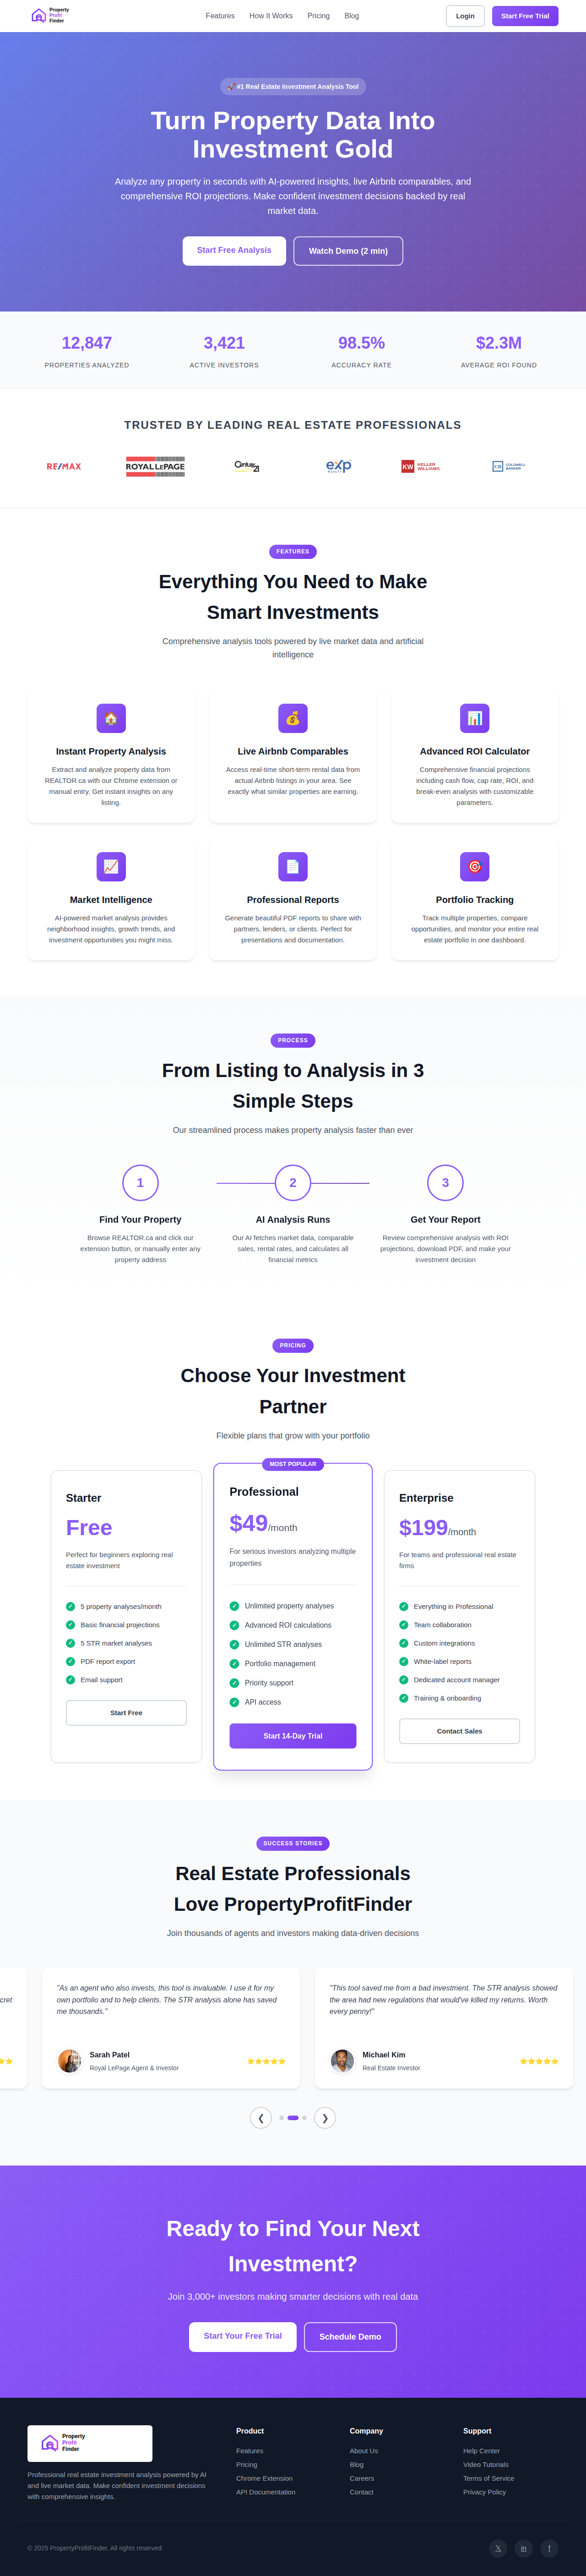 Property
Profit
Finder
Features
How It Works
Pricing
Blog
Login
Start Free Trial
🚀 #1 Real Estate Investment Analysis Tool
Turn Property Data Into
Investment Gold
Analyze any property in seconds with AI-powered insights, live Airbnb comparables, and
comprehensive ROI projections. Make confident investment decisions backed by real
market data.
Start Free Analysis
Watch Demo (2 min)
12,847
PROPERTIES ANALYZED
3,421
ACTIVE INVESTORS
98.5%
ACCURACY RATE
$2.3M
AVERAGE ROI FOUND
TRUSTED BY LEADING REAL ESTATE PROFESSIONALS
RE/MAX
ROYAL LEPAGE
Century 21
eXp
REALTY
KW
KELLER
WILLIAMS
CB
COLDWELL
BANKER
FEATURES
Everything You Need to Make
Smart Investments
Comprehensive analysis tools powered by live market data and artificial
intelligence
Instant Property Analysis
Extract and analyze property data from
REALTOR.ca with our Chrome extension or
manual entry. Get instant insights on any
listing.
Live Airbnb Comparables
Access real-time short-term rental data from
actual Airbnb listings in your area. See
exactly what similar properties are earning.
Advanced ROI Calculator
Comprehensive financial projections
including cash flow, cap rate, ROI, and
break-even analysis with customizable
parameters.
Market Intelligence
AI-powered market analysis provides
neighborhood insights, growth trends, and
investment opportunities you might miss.
Professional Reports
Generate beautiful PDF reports to share with
partners, lenders, or clients. Perfect for
presentations and documentation.
Portfolio Tracking
Track multiple properties, compare
opportunities, and monitor your entire real
estate portfolio in one dashboard.
PROCESS
From Listing to Analysis in 3
Simple Steps
Our streamlined process makes property analysis faster than ever
1
Find Your Property
Browse REALTOR.ca and click our
extension button, or manually enter any
property address
2
AI Analysis Runs
Our AI fetches market data, comparable
sales, rental rates, and calculates all
financial metrics
3
Get Your Report
Review comprehensive analysis with ROI
projections, download PDF, and make your
investment decision
PRICING
Choose Your Investment
Partner
Flexible plans that grow with your portfolio
Starter
Free
Perfect for beginners exploring real
estate investment
✓ 5 property analyses/month
✓ Basic financial projections
✓ 5 STR market analyses
✓ PDF report export
✓ Email support
Start Free
MOST POPULAR
Professional
$49/month
For serious investors analyzing multiple
properties
✓ Unlimited property analyses
✓ Advanced ROI calculations
✓ Unlimited STR analyses
✓ Portfolio management
✓ Priority support
✓ API access
Start 14-Day Trial
Enterprise
$199/month
For teams and professional real estate
firms
✓ Everything in Professional
✓ Team collaboration
✓ Custom integrations
✓ White-label reports
✓ Dedicated account manager
✓ Training & onboarding
Contact Sales
SUCCESS STORIES
Real Estate Professionals
Love PropertyProfitFinder
Join thousands of agents and investors making data-driven decisions
cret
"As an agent who also invests, this tool is invaluable. I use it for my
own portfolio and to help clients. The STR analysis alone has saved
me thousands."
Sarah Patel
Royal LePage Agent & Investor
"This tool saved me from a bad investment. The STR analysis showed
the area had new regulations that would've killed my returns. Worth
every penny!"
Michael Kim
Real Estate Investor
❮
❯
Ready to Find Your Next
Investment?
Join 3,000+ investors making smarter decisions with real data
Start Your Free Trial
Schedule Demo
Property
Profit
Finder
Professional real estate investment analysis powered by AI
and live market data. Make confident investment decisions
with comprehensive insights.
Product
Features
Pricing
Chrome Extension
API Documentation
Company
About Us
Blog
Careers
Contact
Support
Help Center
Video Tutorials
Terms of Service
Privacy Policy
© 2025 PropertyProfitFinder. All rights reserved.
𝕏
in
f